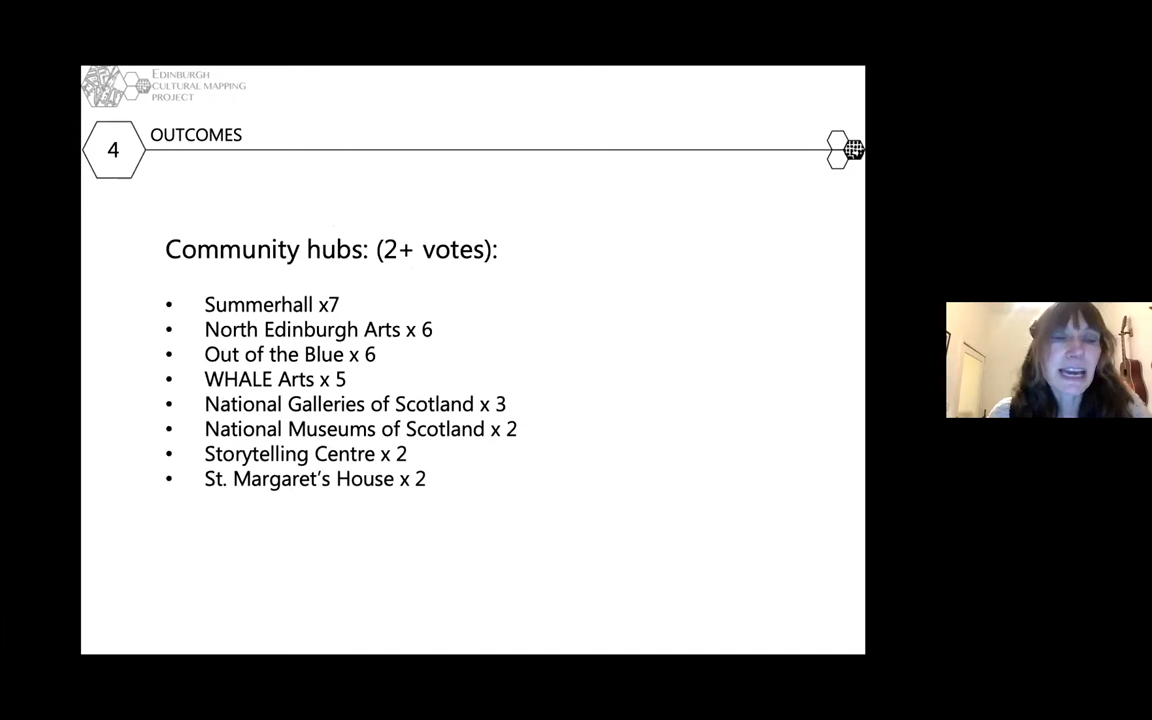 EDINBURGH
CULTURAL MAPPING
PROJECT
4
OUTCOMES
Community hubs: (2+ votes):
• Summerhall x7
• North Edinburgh Arts x 6
• Out of the Blue x 6
• WHALE Arts x 5
• National Galleries of Scotland x 3
• National Museums of Scotland x 2
• Storytelling Centre x 2
• St. Margaret’s House x 2